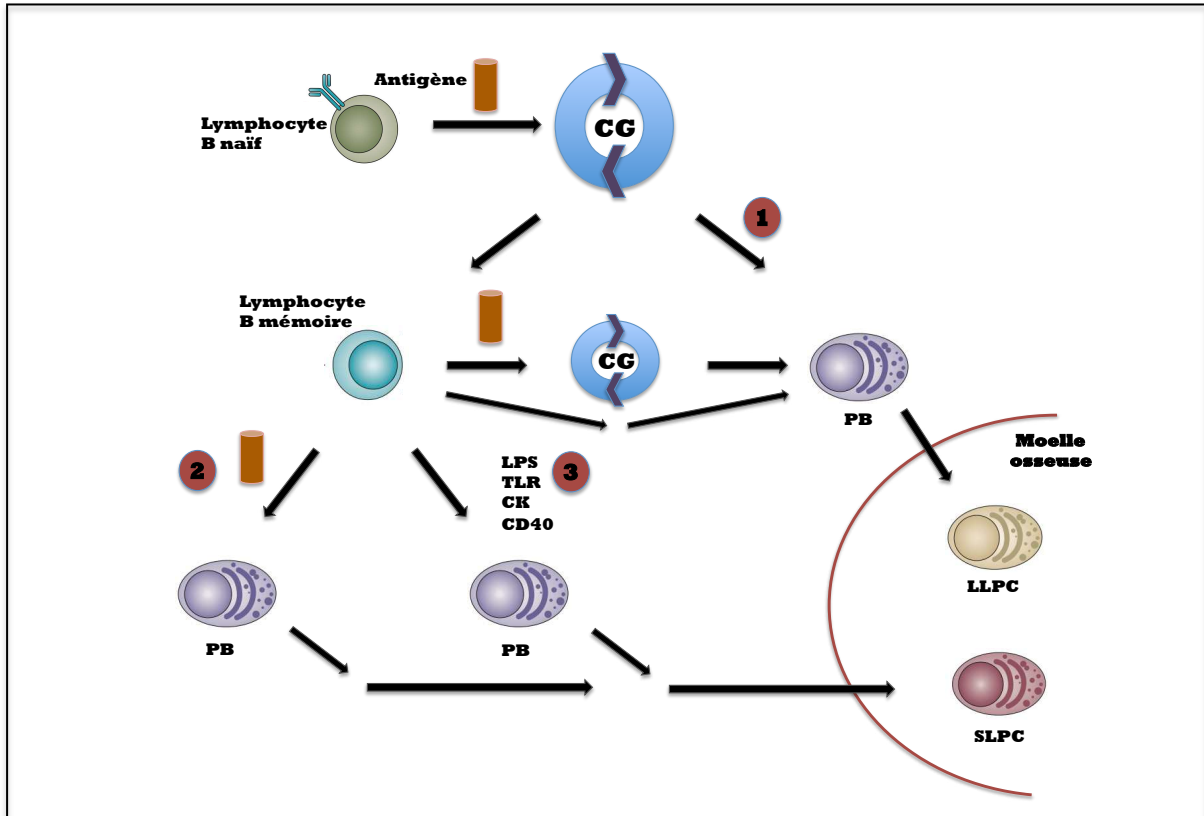 Antigène
Lymphocyte
B naïf
CG
1
Lymphocyte
B mémoire
CG
PB
Moelle
osseuse
2
LPS
TLR
CK
CD40
3
LLPC
PB
PB
SLPC